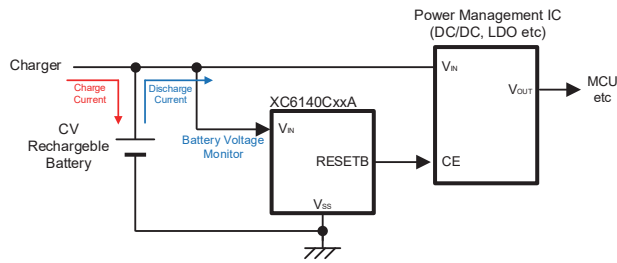 Power Management IC
(DC/DC, LDO etc)
Charger
Charge
Current
Discharge
Current
XC6140CxxA
VIN
VOUT
MCU
etc
CV
Rechargeble
Battery
Battery Voltage
Monitor
VIN
RESETB
CE
VSS